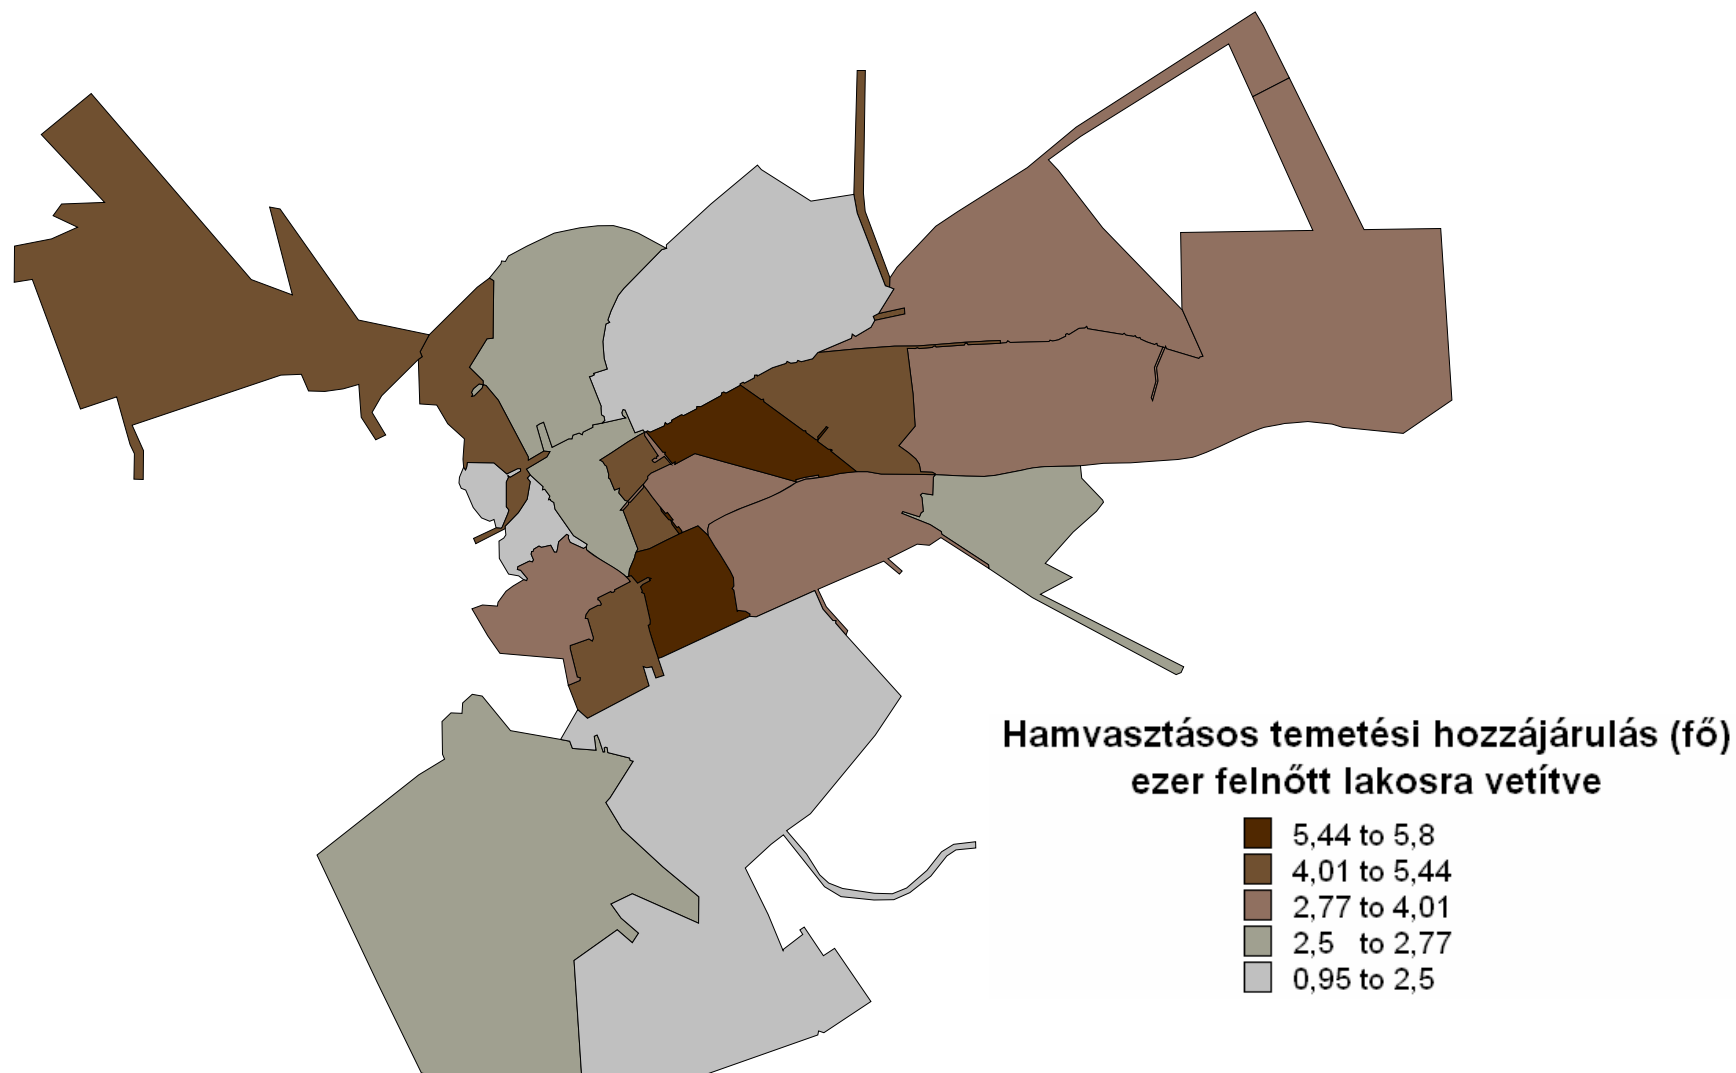 Hamvasztásos temetési hozzájárulás (fő)
ezer felnőtt lakosra vetítve
5,44 to 5,8
4,01 to 5,44
2,77 to 4,01
2,5 to 2,77
0,95 to 2,5